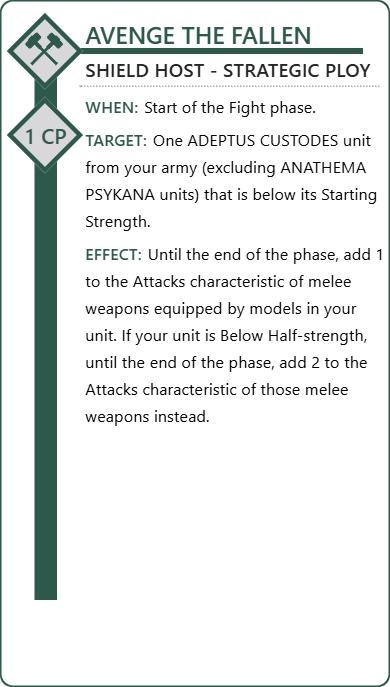 AVENGE THE FALLEN
SHIELD HOST - STRATEGIC PLOY
1 CP
WHEN: Start of the Fight phase.
TARGET: One ADEPTUS CUSTODES unit
from your army (excluding ANATHEMA
PSYKANA units) that is below its Starting
Strength.
EFFECT: Until the end of the phase, add 1
to the Attacks characteristic of melee
weapons equipped by models in your
unit. If your unit is Below Half-strength,
until the end of the phase, add 2 to the
Attacks characteristic of those melee
weapons instead.